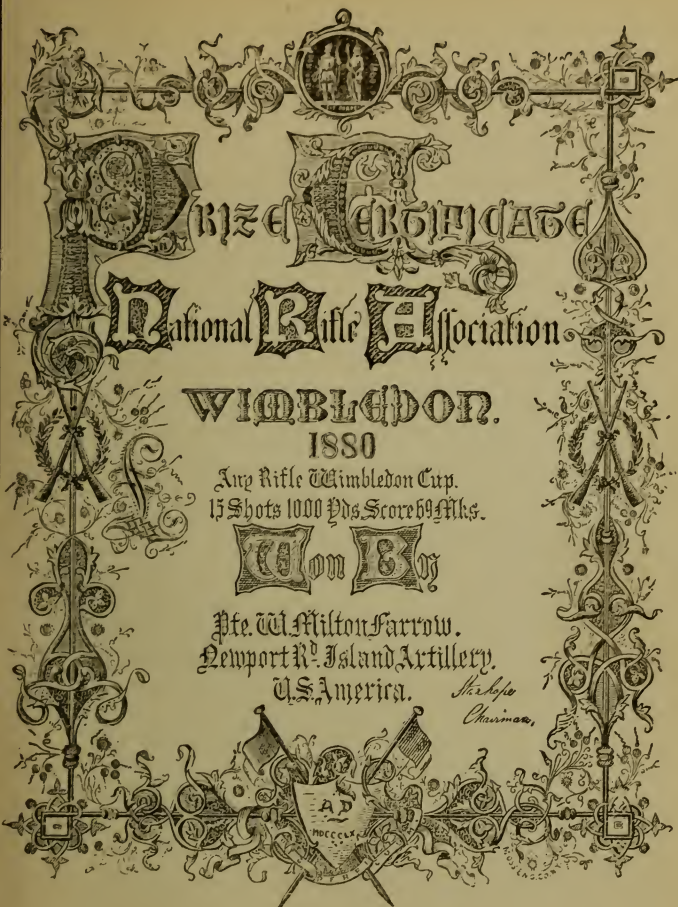 Prize Certificate
National Rifle Association
WIMBLEDON.
1880
Any Rifle Wimbledon Cup.
15 Shots 1000 Yds. Score 69 Mks.
Won By
Pte. W. Milton Farrow.
Newport Rd. Island Artillery.
U.S. America.
Stanhope
Chairman,
AD
MDCCCLX